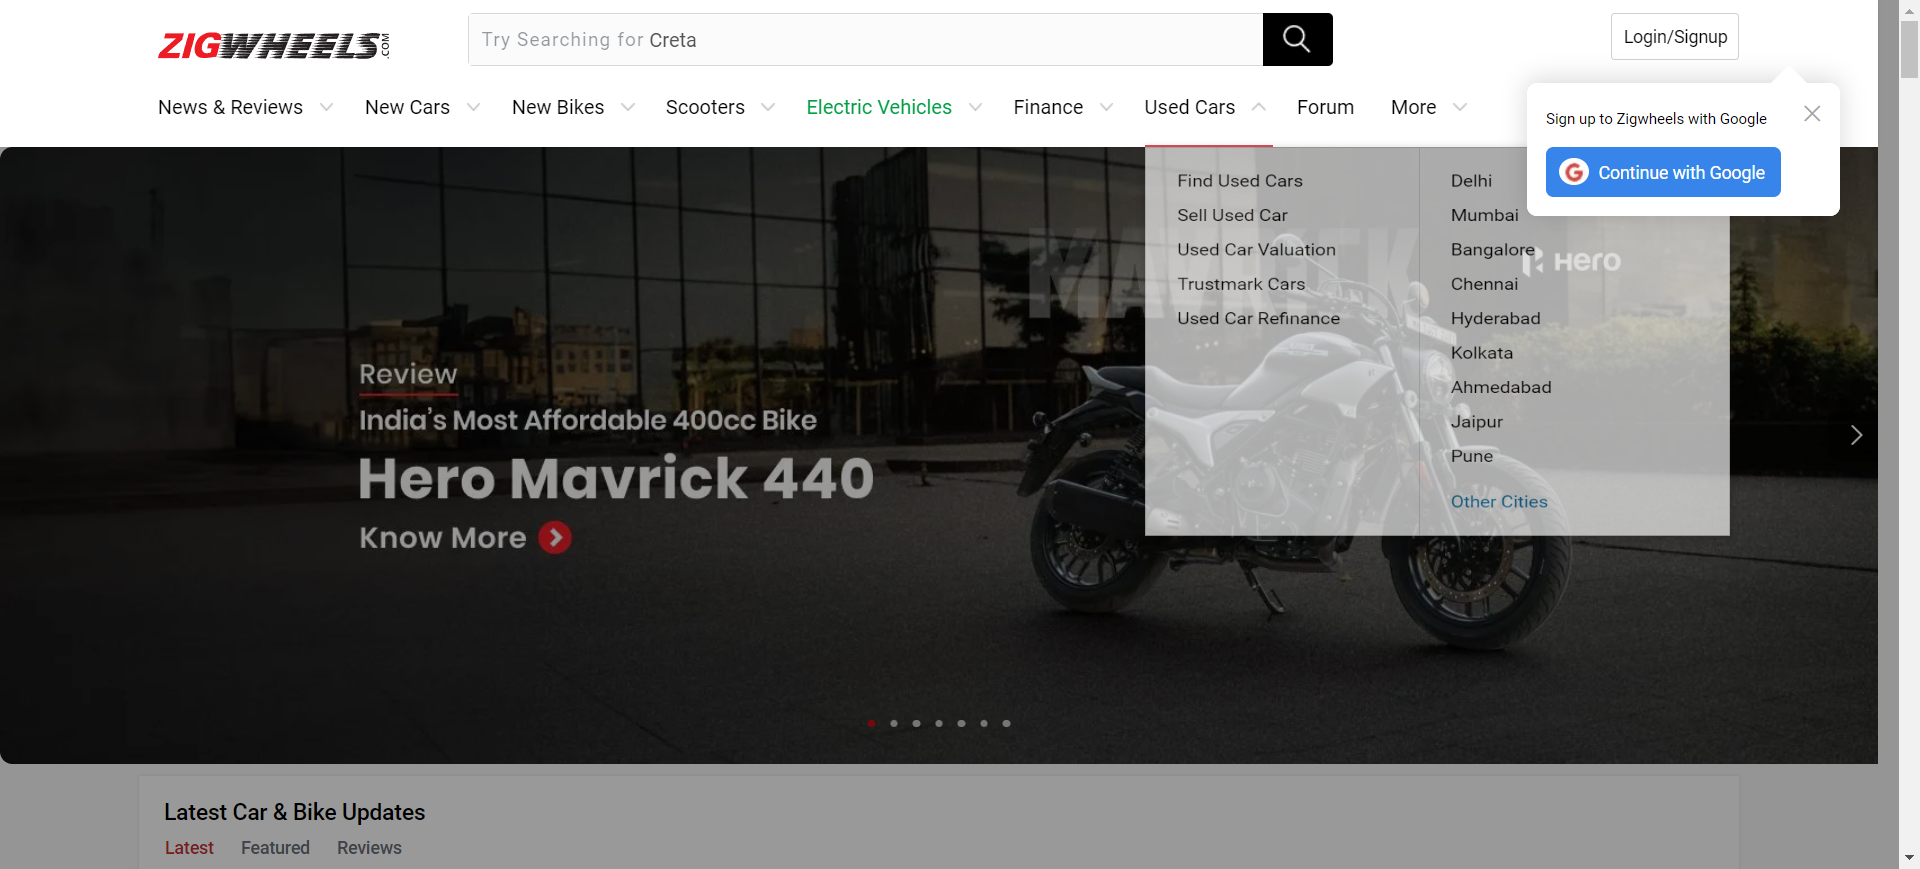 ZIGWHEELS.COM
Try Searching for Creta
Login/Signup
News & Reviews
New Cars
New Bikes
Scooters
Electric Vehicles
Finance
Used Cars
Forum
More
Sign up to Zigwheels with Google
Continue with Google
Find Used Cars
Sell Used Car
Used Car Valuation
Trustmark Cars
Used Car Refinance
Delhi
Mumbai
Bangalore
Chennai
Hyderabad
Kolkata
Ahmedabad
Jaipur
Pune
Other Cities
MAVRICK
Hero
Review
India's Most Affordable 400cc Bike
Hero Mavrick 440
Know More
Latest Car & Bike Updates
Latest
Featured
Reviews